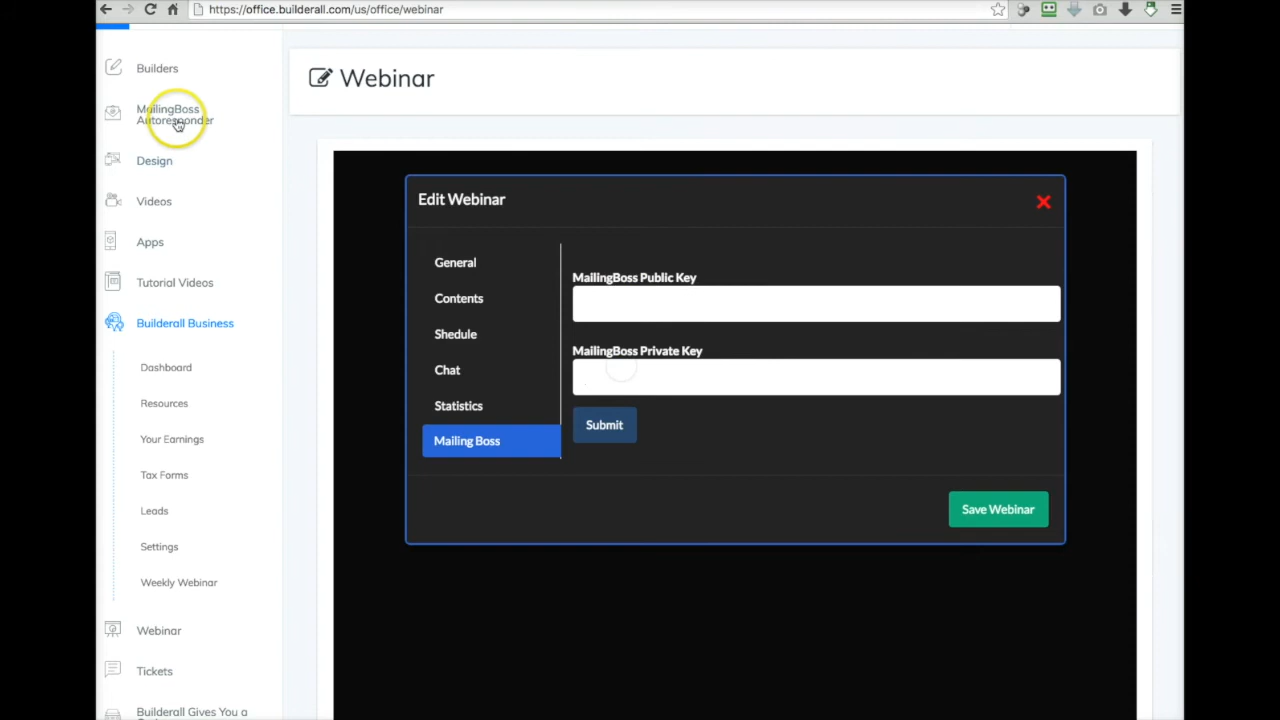 https://office.builderall.com/us/office/webinar
Builders
MailingBoss
Autoresponder
Design
Videos
Apps
Tutorial Videos
Builderall Business
Dashboard
Resources
Your Earnings
Tax Forms
Leads
Settings
Weekly Webinar
Webinar
Tickets
Builderall Gives You a
Webinar
Edit Webinar
General
Contents
Shedule
Chat
Statistics
Mailing Boss
MailingBoss Public Key
MailingBoss Private Key
Submit
Save Webinar